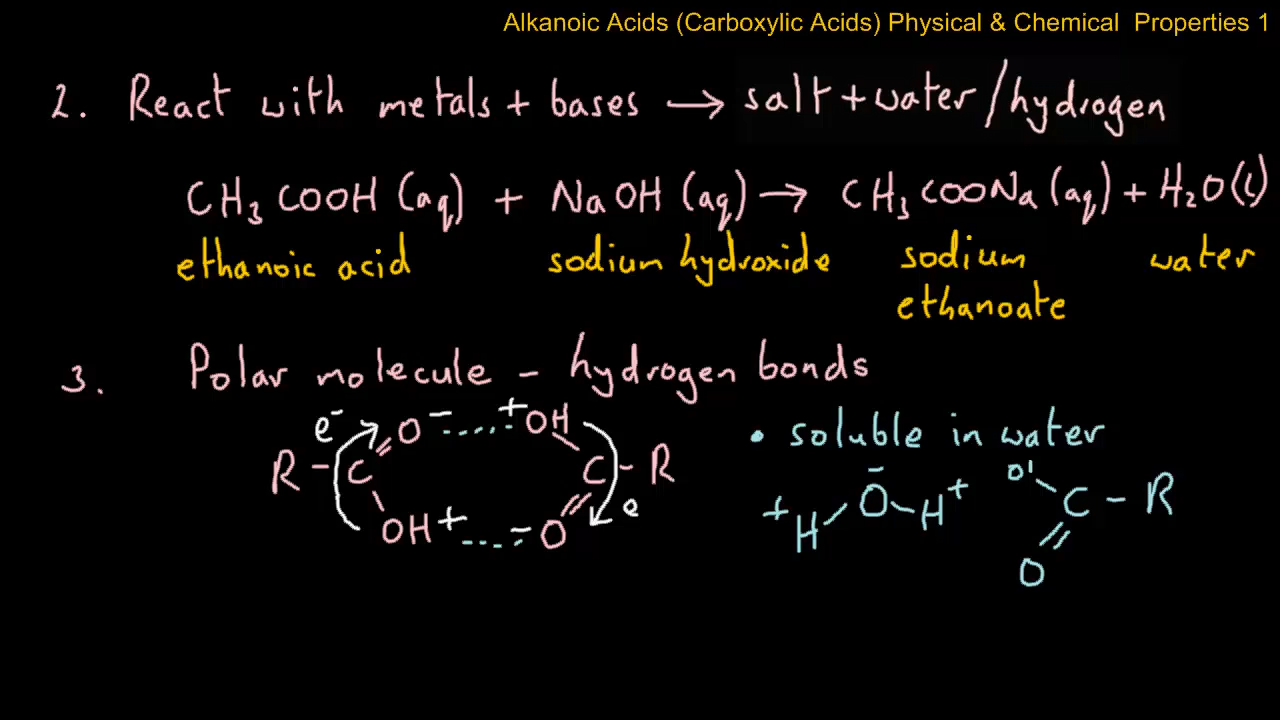 Alkanoic Acids (Carboxylic Acids) Physical & Chemical Properties 1
2. React with metals + bases → salt + water/hydrogen
CH₃COOH (aq) + NaOH (aq) → CH₃COONa (aq) + H₂O(l)
ethanoic acid sodium hydroxide sodium ethanoate water
3. Polar molecule - hydrogen bonds
e⁻ O⁻ ---- +OH
R-C C-R
OH+ ---- -O e
• soluble in water
+H-O⁻-H+
O' C-R
O